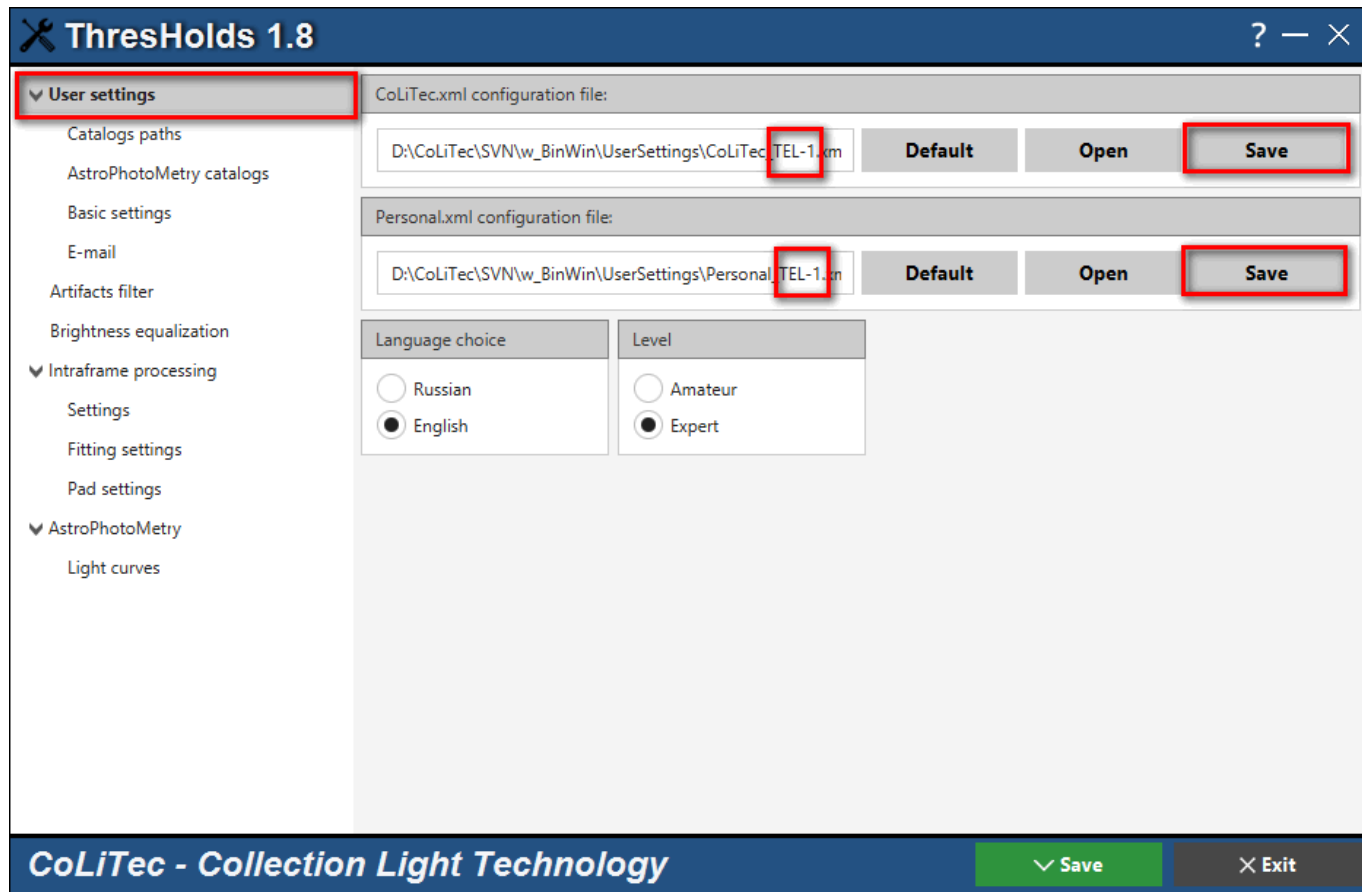 ThresHolds 1.8 ? — ×
User settings
Catalogs paths
AstroPhotoMetry catalogs
Basic settings
E-mail
Artifacts filter
Brightness equalization
Intraframe processing
Settings
Fitting settings
Pad settings
AstroPhotoMetry
Light curves
CoLiTec.xml configuration file:
D:\CoLiTec\SVN\w_BinWin\UserSettings\CoLiTec_TEL-1.xm Default Open Save
Personal.xml configuration file:
D:\CoLiTec\SVN\w_BinWin\UserSettings\Personal_TEL-1.xm Default Open Save
Language choice
Russian
English
Level
Amateur
Expert
CoLiTec - Collection Light Technology
Save
Exit